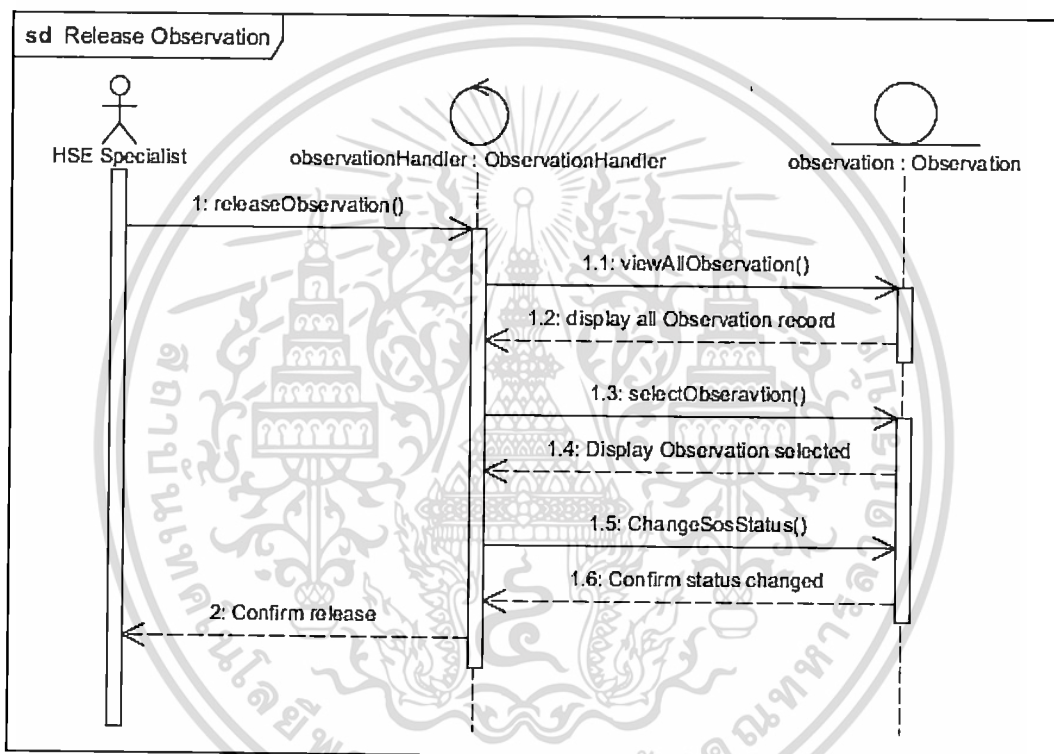 sd Release Observation
HSE Specialist
observationHandler : ObservationHandler
observation : Observation
1: releaseObservation()
1.1: viewAllObservation()
1.2: display all Observation record
1.3: selectObseravtion()
1.4: Display Observation selected
1.5: ChangeSosStatus()
1.6: Confirm status changed
2: Confirm release